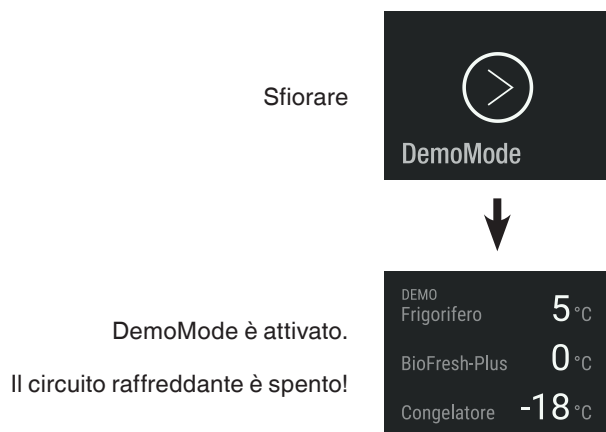 Sfiorare
DemoMode
DemoMode è attivato.
Il circuito raffreddante è spento!
DEMO
Frigorifero 5 °C
BioFresh-Plus 0 °C
Congelatore -18 °C